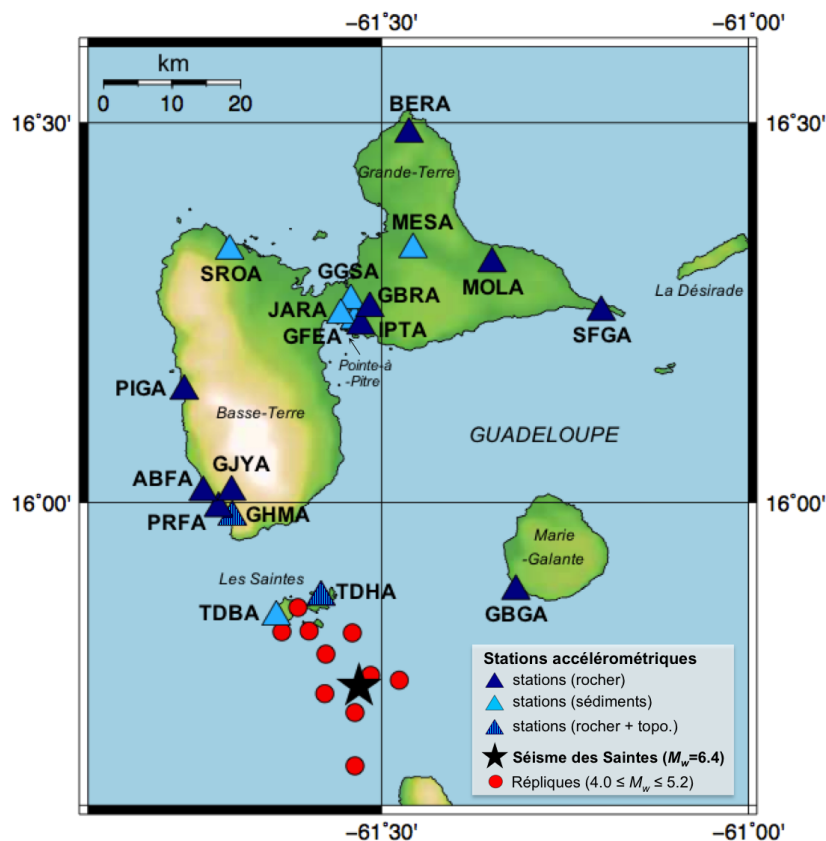 −61˚30'
−61˚00'
km
0
10
20
16˚30'
16˚30'
BERA
Grande-Terre
MESA
SROA
GGSA
MOLA
La Désirade
JARA
GBRA
GFEA
IPTA
SFGA
Pointe-à
-Pitre
PIGA
Basse-Terre
GUADELOUPE
GJYA
ABFA
16˚00'
16˚00'
PRFA
GHMA
Marie
-Galante
Les Saintes
TDHA
TDBA
GBGA
Stations accélérométriques
stations (rocher)
stations (sédiments)
stations (rocher + topo.)
Séisme des Saintes (Mw=6.4)
Répliques (4.0 ≤ Mw ≤ 5.2)
−61˚30'
−61˚00'